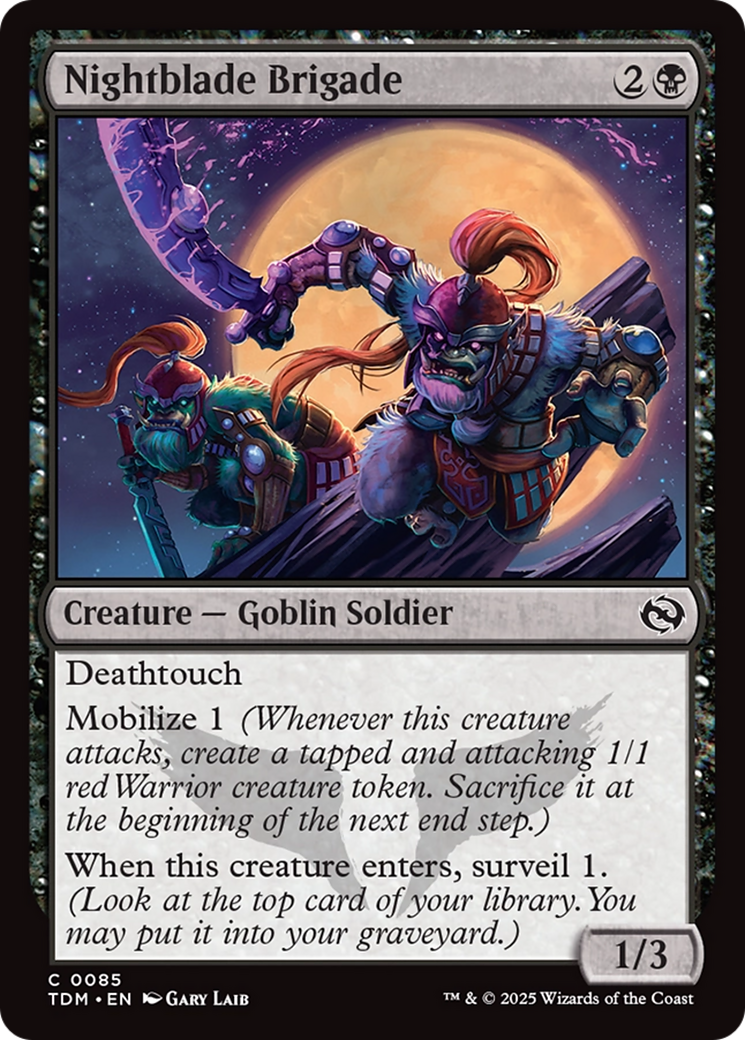 Nightblade Brigade 2
Creature — Goblin Soldier
Deathtouch
Mobilize 1 (Whenever this creature
attacks, create a tapped and attacking 1/1
red Warrior creature token. Sacrifice it at
the beginning of the next end step.)
When this creature enters, surveil 1.
(Look at the top card of your library. You
may put it into your graveyard.)
1/3
C 0085
TDM • EN Gary Laib
™ & © 2025 Wizards of the Coast